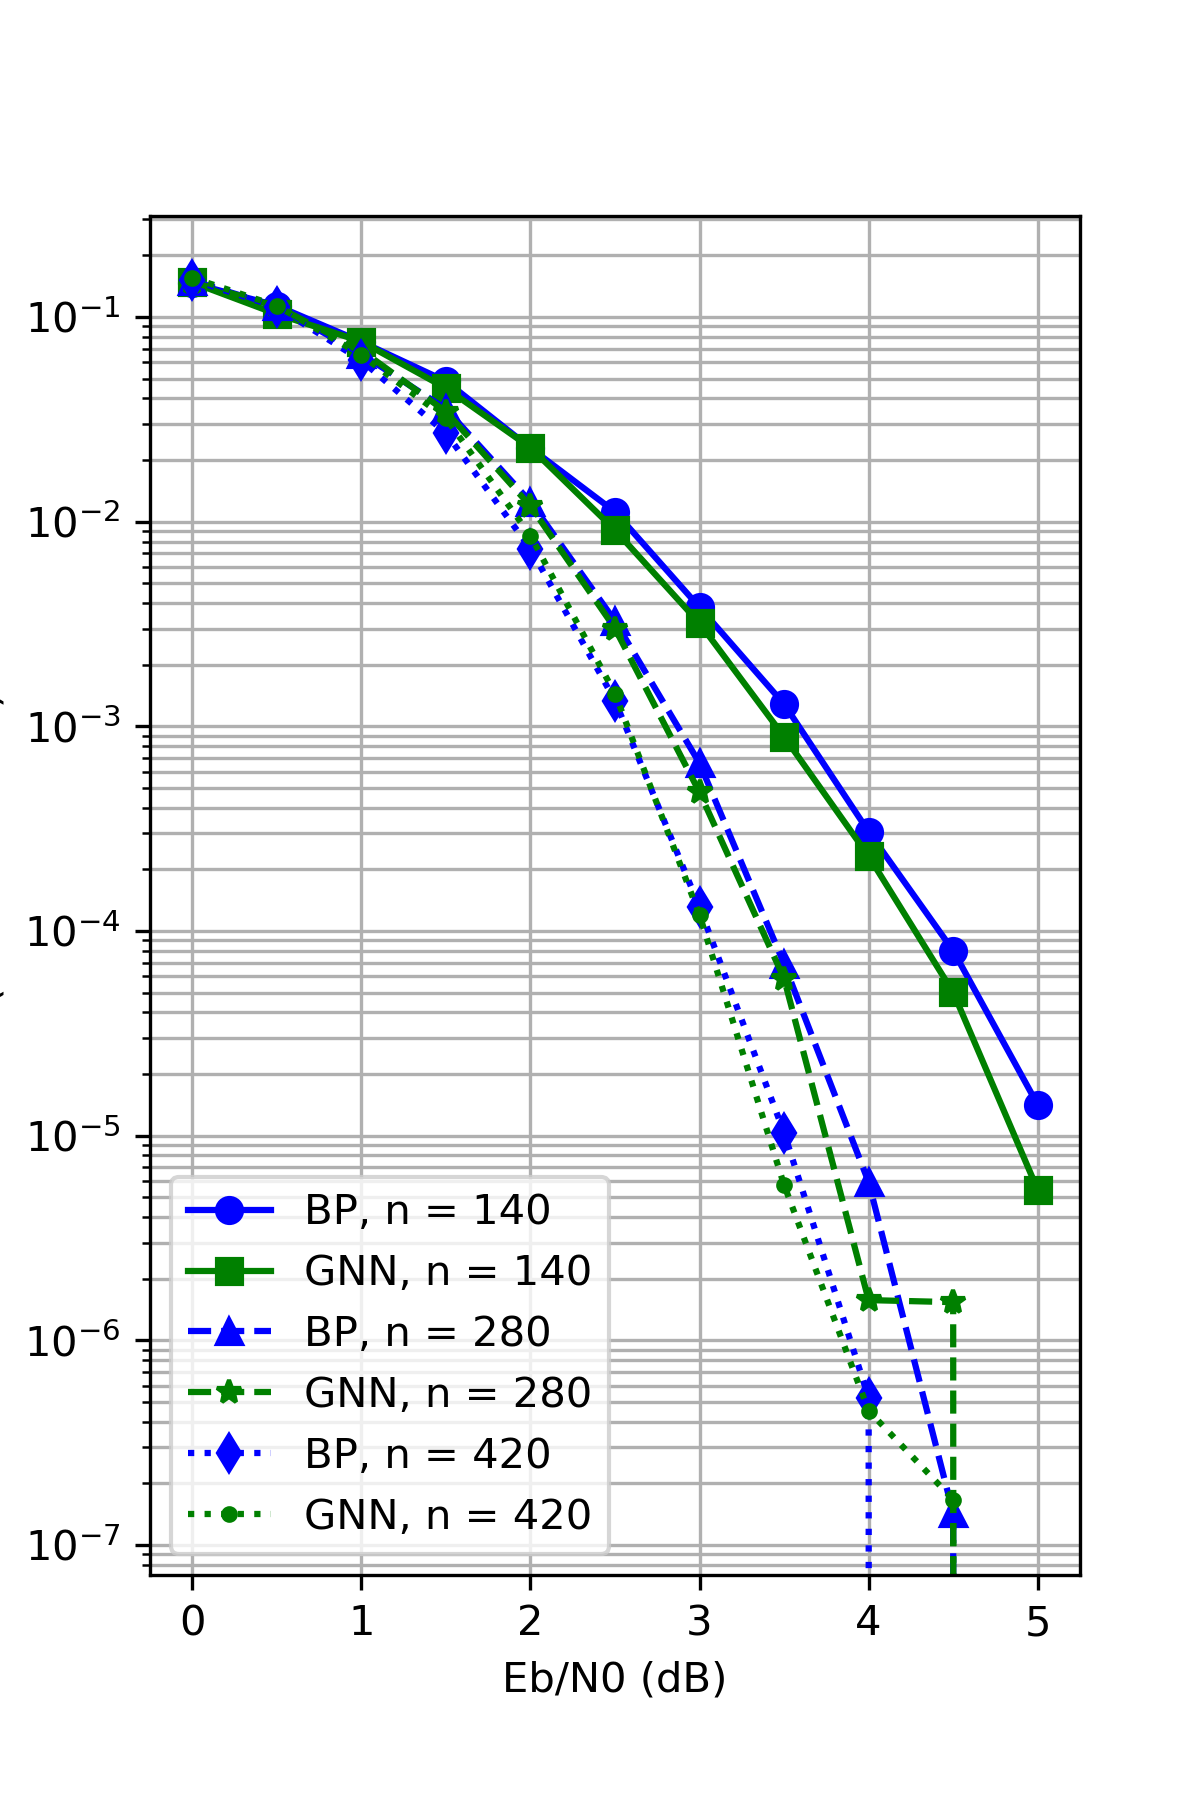 10⁻¹
10⁻²
10⁻³
10⁻⁴
10⁻⁵
10⁻⁶
10⁻⁷
BP, n = 140
GNN, n = 140
BP, n = 280
GNN, n = 280
BP, n = 420
GNN, n = 420
0 1 2 3 4 5
Eb/N0 (dB)